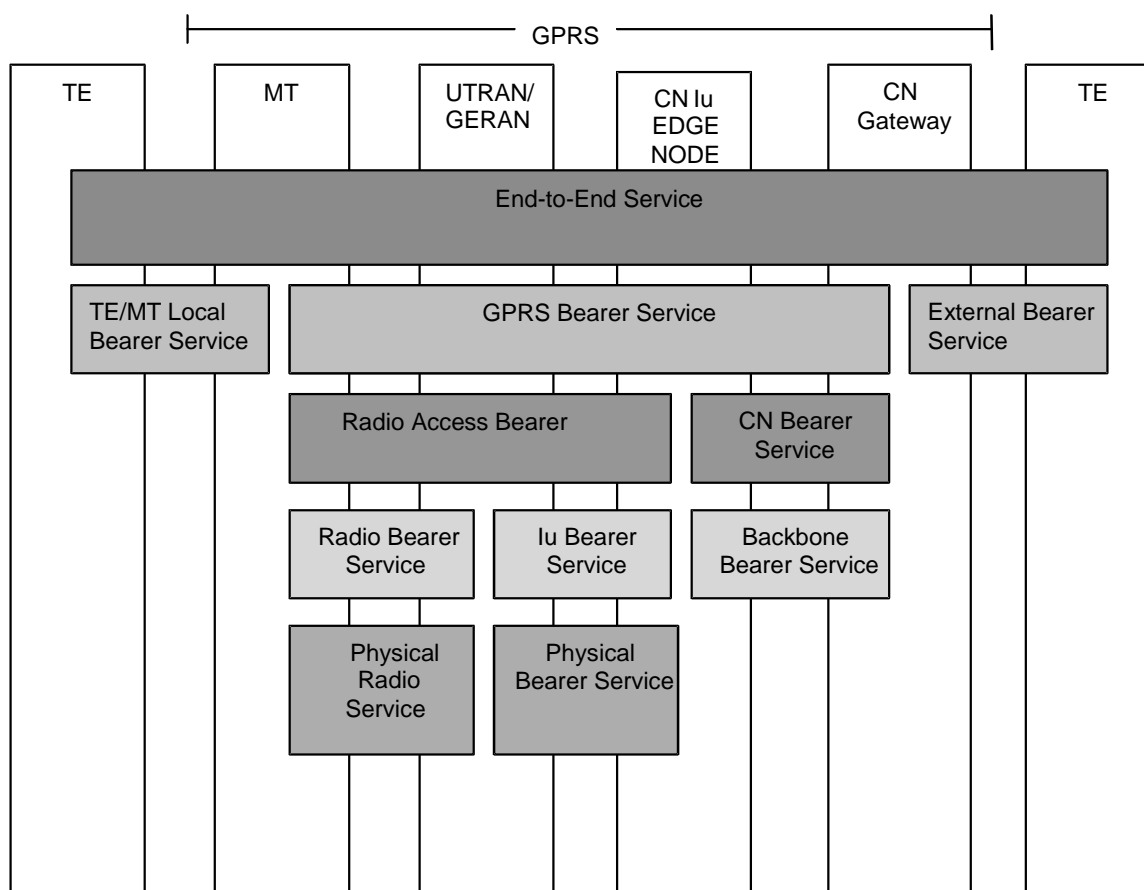 GPRS
TE
MT
UTRAN/
GERAN
CN Iu
EDGE
NODE
CN
Gateway
TE
End-to-End Service
TE/MT Local
Bearer Service
GPRS Bearer Service
External Bearer
Service
Radio Access Bearer
CN Bearer
Service
Radio Bearer
Service
Iu Bearer
Service
Backbone
Bearer Service
Physical
Radio
Service
Physical
Bearer Service